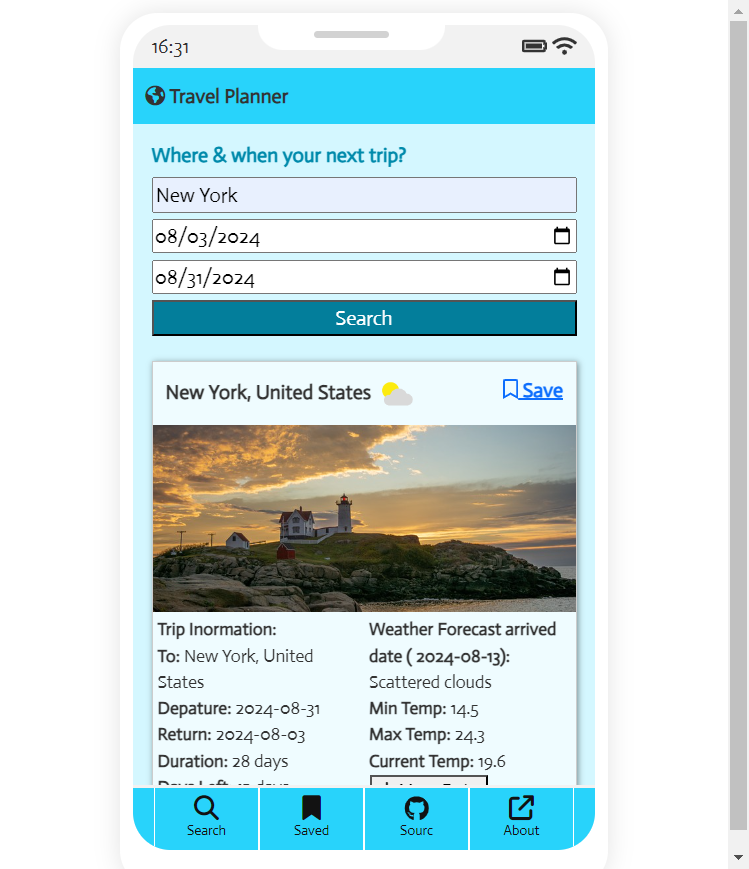 16:31
Travel Planner
Where & when your next trip?
New York
08/03/2024
08/31/2024
Search
New York, United States
Save
Trip Inormation:
To: New York, United
States
Depature: 2024-08-31
Return: 2024-08-03
Duration: 28 days
Weather Forecast arrived
date ( 2024-08-13):
Scattered clouds
Min Temp: 14.5
Max Temp: 24.3
Current Temp: 19.6
Search
Saved
Sourc
About